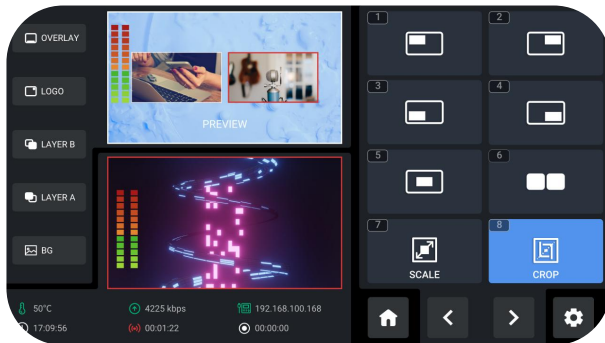 OVERLAY
LOGO
LAYER B
LAYER A
BG
PREVIEW
50°C
4225 kbps
192.168.100.168
17:09:56
00:01:22
00:00:00
1
2
3
4
5
6
7
SCALE
8
CROP